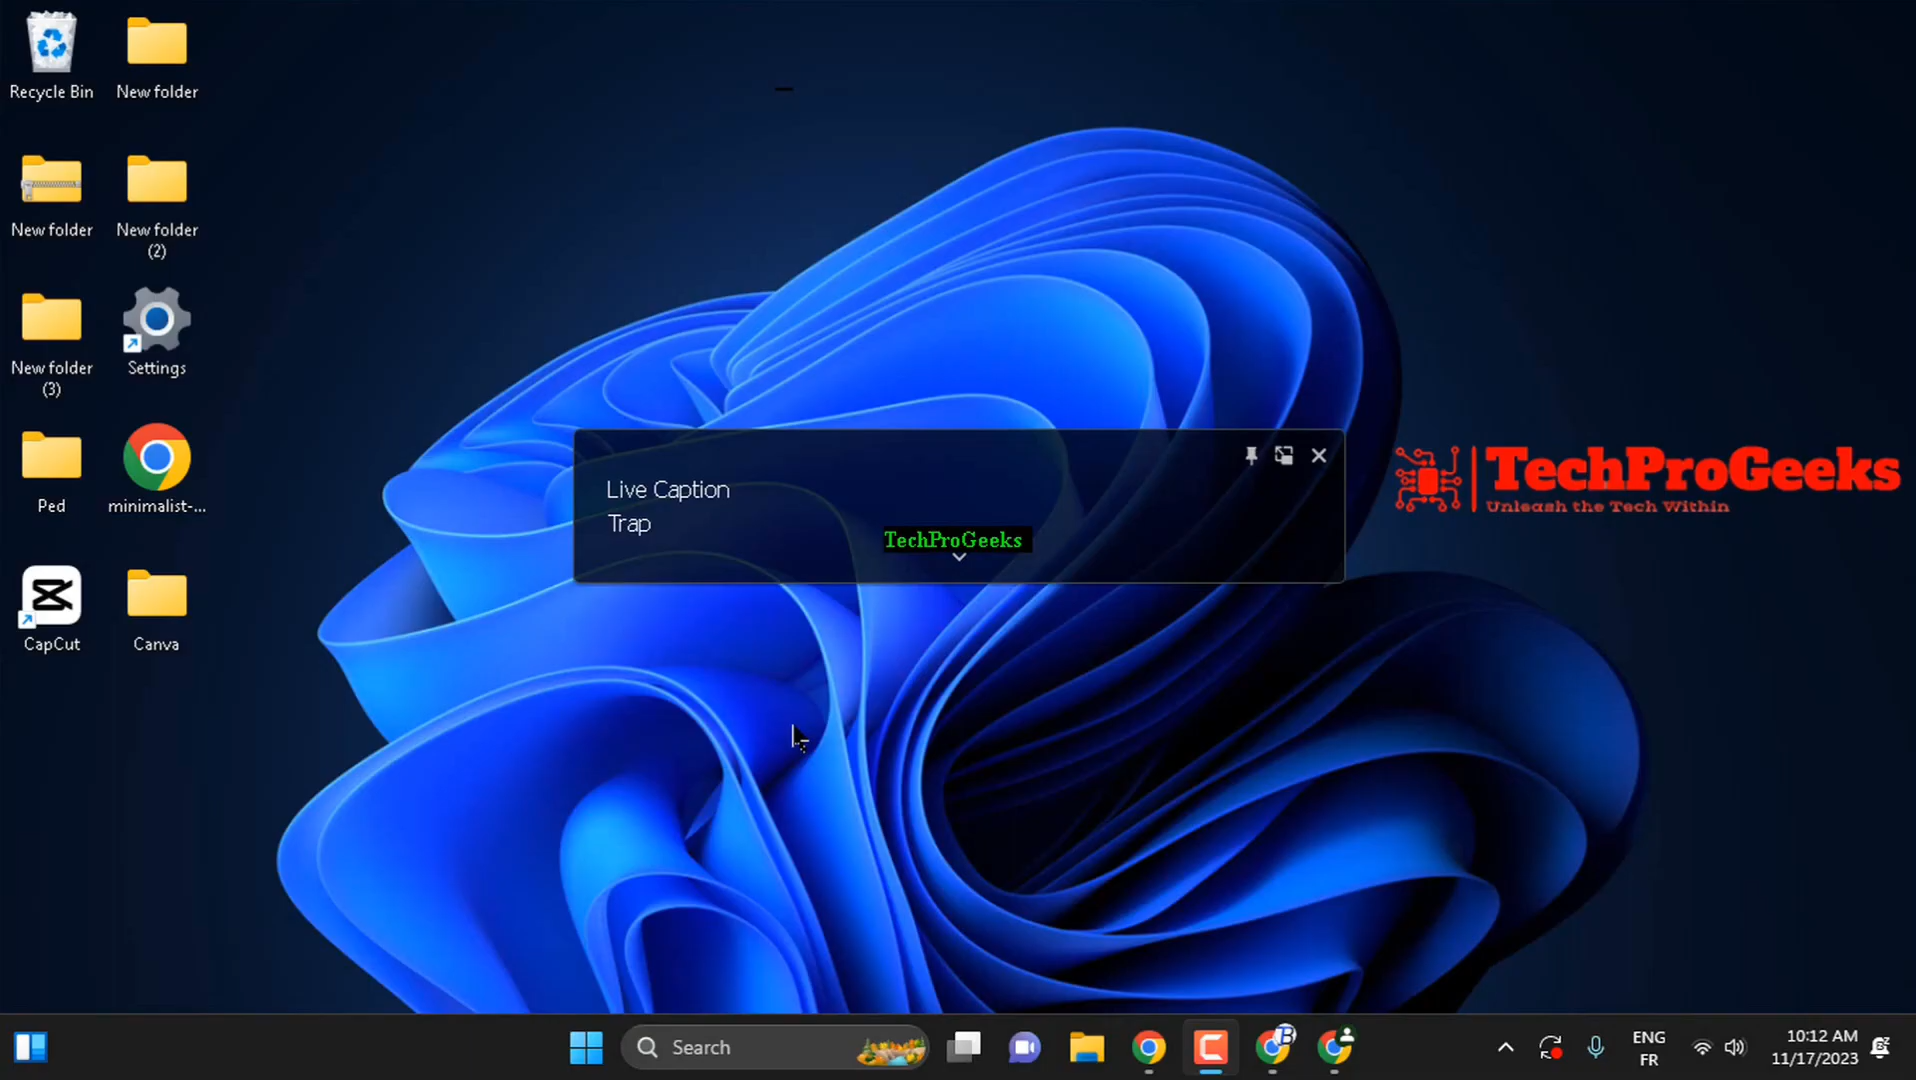 Recycle Bin
New folder
New folder
New folder
(2)
New folder
(3)
Settings
Ped
minimalist-...
CapCut
Canva
Live Caption
Trap
TechProGeeks
TechProGeeks
Unleash the Tech Within
Search
ENG
FR
10:12 AM
11/17/2023